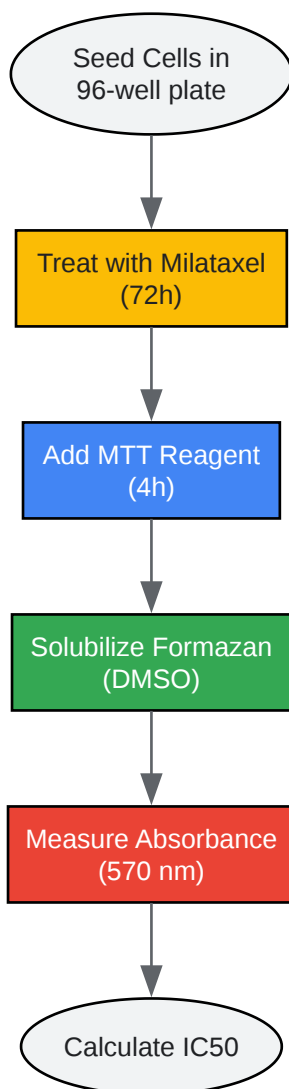 Seed Cells in
96-well plate
Treat with Milataxel
(72h)
Add MTT Reagent
(4h)
Solubilize Formazan
(DMSO)
Measure Absorbance
(570 nm)
Calculate IC50